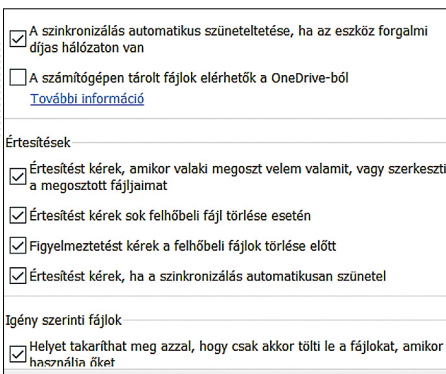 A szinkronizálás automatikus szüneteltetése, ha az eszköz forgalmi
díjas hálózaton van
A számítógépen tárolt fájlok elérhetők a OneDrive-ból
További információ
Értesítések
Értesítést kérek, amikor valaki megoszt velem valamit, vagy szerkeszti
a megosztott fájljaimat
Értesítést kérek sok felhőbeli fájl törlése esetén
Figyelmeztetést kérek a felhőbeli fájlok törlése előtt
Értesítést kérek, ha a szinkronizálás automatikusan szünetel
Igény szerinti fájlok
Helyet takaríthat meg azzal, hogy csak akkor tölti le a fájlokat, amikor
használja őket